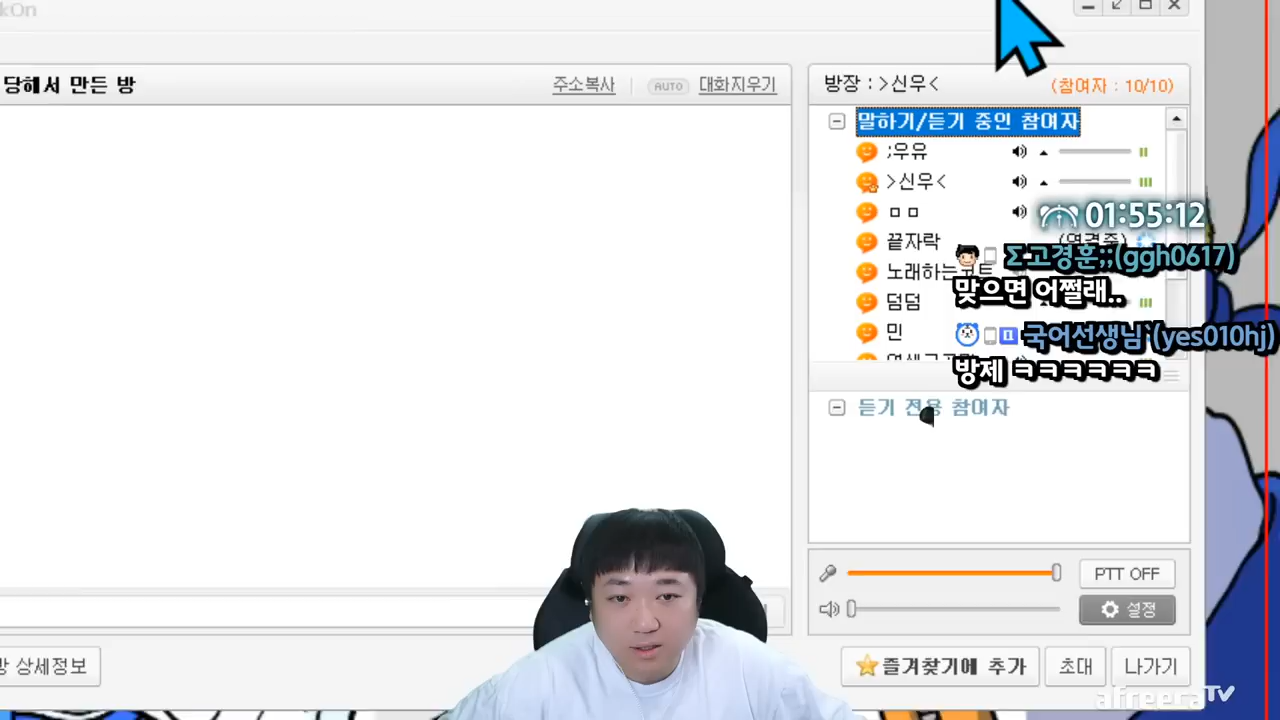 kOn
당해서 만든 방
주소복사
AUTO
대화지우기
방장 : >신우<
(참여자 : 10/10)
말하기/듣기 중인 참여자
;우유
>신우<
ㅁㅁ
01:55:12
끝자락
Σ고경훈;;(ggh0617)
노래하는
맞으면 어쩔래..
덤덤
민
국어선생님 (yes010hj)
방제 ㅋㅋㅋㅋㅋㅋ
듣기 전용 참여자
PTT OFF
설정
방 상세정보
즐겨찾기에 추가
초대
나가기
afreecaTV